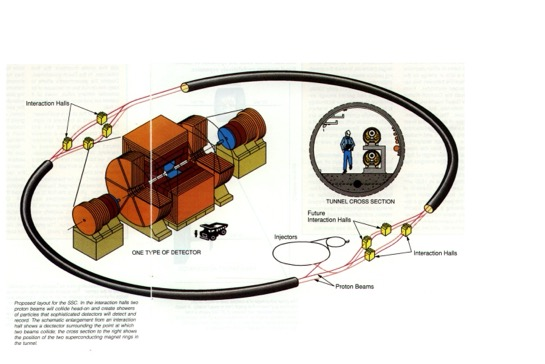 Interaction Halls
TUNNEL CROSS SECTION
Future
Interaction Halls
Injectors
Interaction Halls
ONE TYPE OF DETECTOR
Proton Beams
Proposed layout for the SSC. In the interaction halls two
proton beams will collide head-on and create showers
of particles that sophisticated detectors will detect and
record. The schematic enlargement from an interaction
hall shows a dectector surrounding the point at which
two beams collide; the cross section to the right shows
the position of the two superconducting magnet rings in
the tunnel.